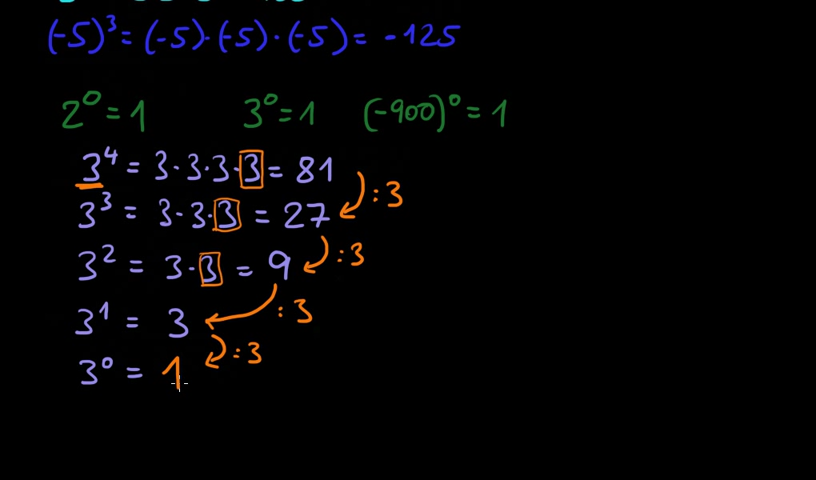 (-5)³ = (-5)·(-5)·(-5) = -125
2⁰ = 1 3⁰ = 1 (-900)⁰ = 1
3⁴ = 3·3·3·3 = 81
:3
3³ = 3·3·3 = 27
:3
3² = 3·3 = 9
:3
3¹ = 3
:3
3⁰ = 1